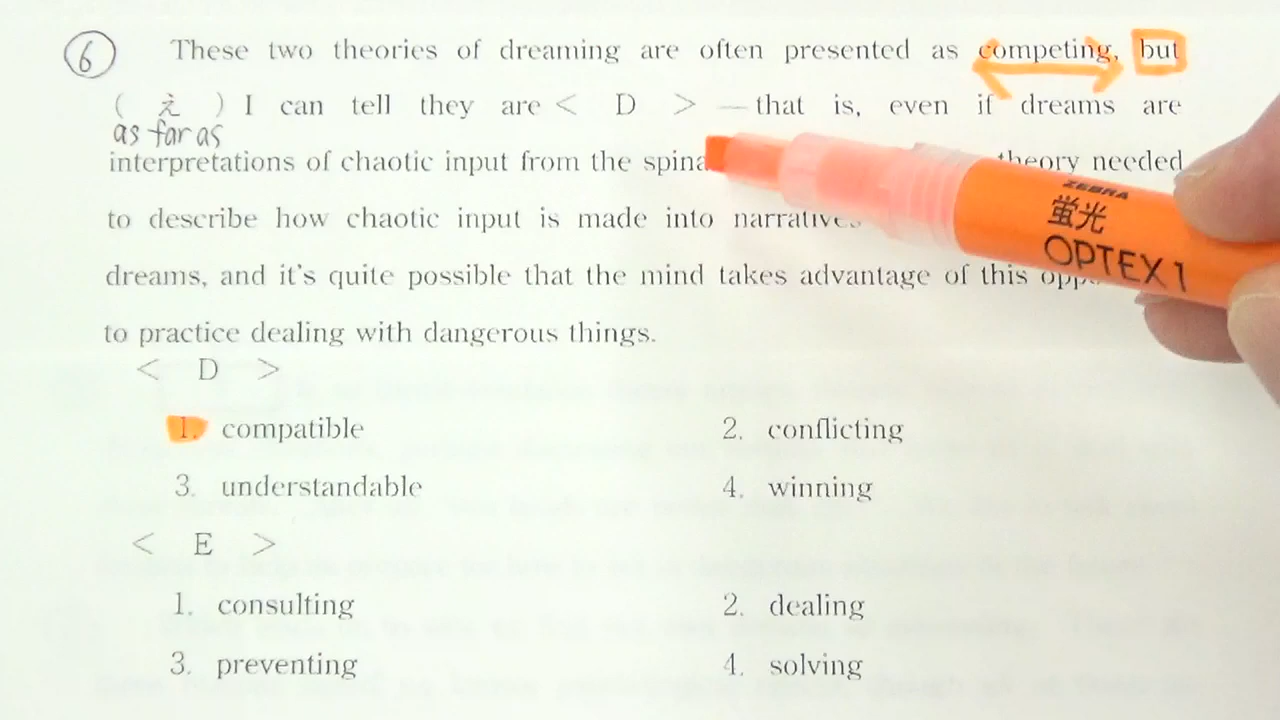 ⑥ These two theories of dreaming are often presented as competing, but
( え ) I can tell they are < D > — that is, even if dreams are
as far as
interpretations of chaotic input from the theory needed
to describe how chaotic input is made into
dreams, and it's quite possible that the mind takes advantage of this
to practice dealing with dangerous things.
ZEBRA
蛍光
OPTEX 1
< D >
1. compatible 2. conflicting
3. understandable 4. winning
< E >
1. consulting 2. dealing
3. preventing 4. solving